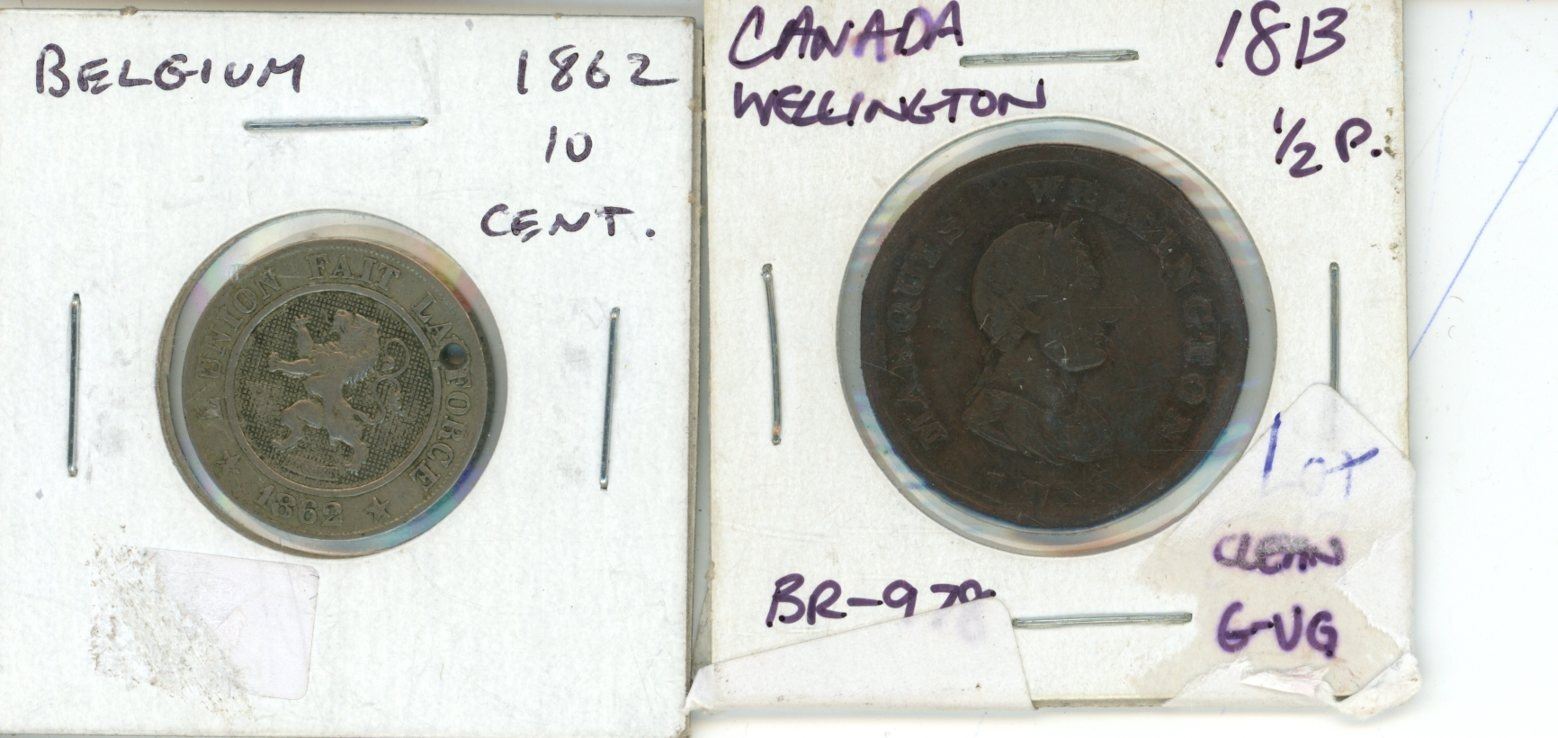 BELGIUM 1862
10
CENT.
L'UNION FAIT LA FORCE
1862
CANADA 1813
WELLINGTON
1/2 P.
MARQUIS WELLINGTON
Lot
CLEAN
BR-978
G-VG